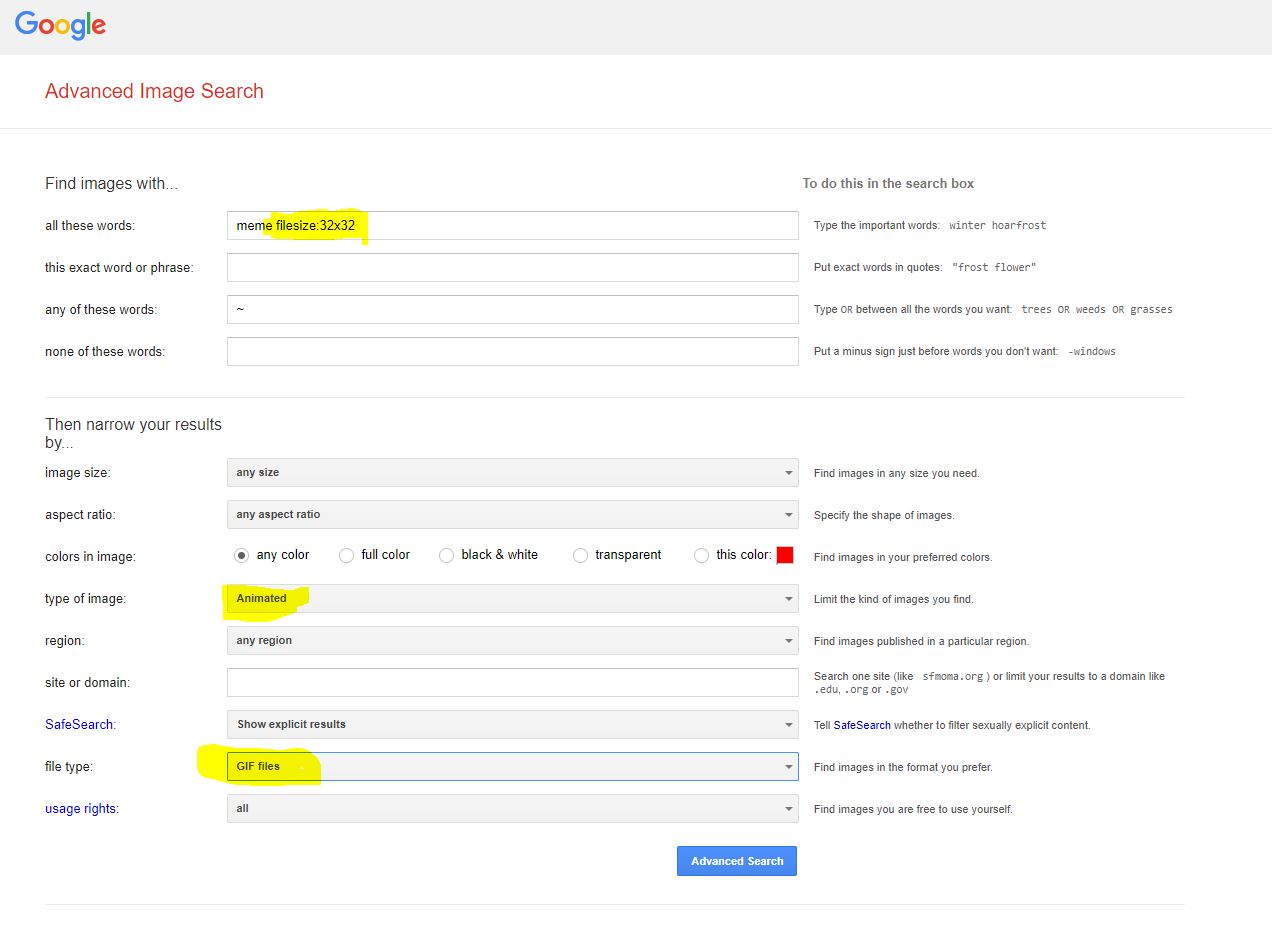 Google
Advanced Image Search
Find images with...
To do this in the search box
all these words:
meme filesize:32x32
Type the important words: winter hoarfrost
this exact word or phrase:
Put exact words in quotes: "frost flower"
any of these words:
~
Type OR between all the words you want: trees OR weeds OR grasses
none of these words:
Put a minus sign just before words you don't want: -windows
Then narrow your results
by...
image size:
any size
Find images in any size you need.
aspect ratio:
any aspect ratio
Specify the shape of images.
colors in image:
any color
full color
black & white
transparent
this color:
Find images in your preferred colors.
type of image:
Animated
Limit the kind of images you find.
region:
any region
Find images published in a particular region.
site or domain:
Search one site (like sfmoma.org ) or limit your results to a domain like
.edu, .org or .gov
SafeSearch:
Show explicit results
Tell SafeSearch whether to filter sexually explicit content.
file type:
GIF files
Find images in the format you prefer.
usage rights:
all
Find images you are free to use yourself.
Advanced Search